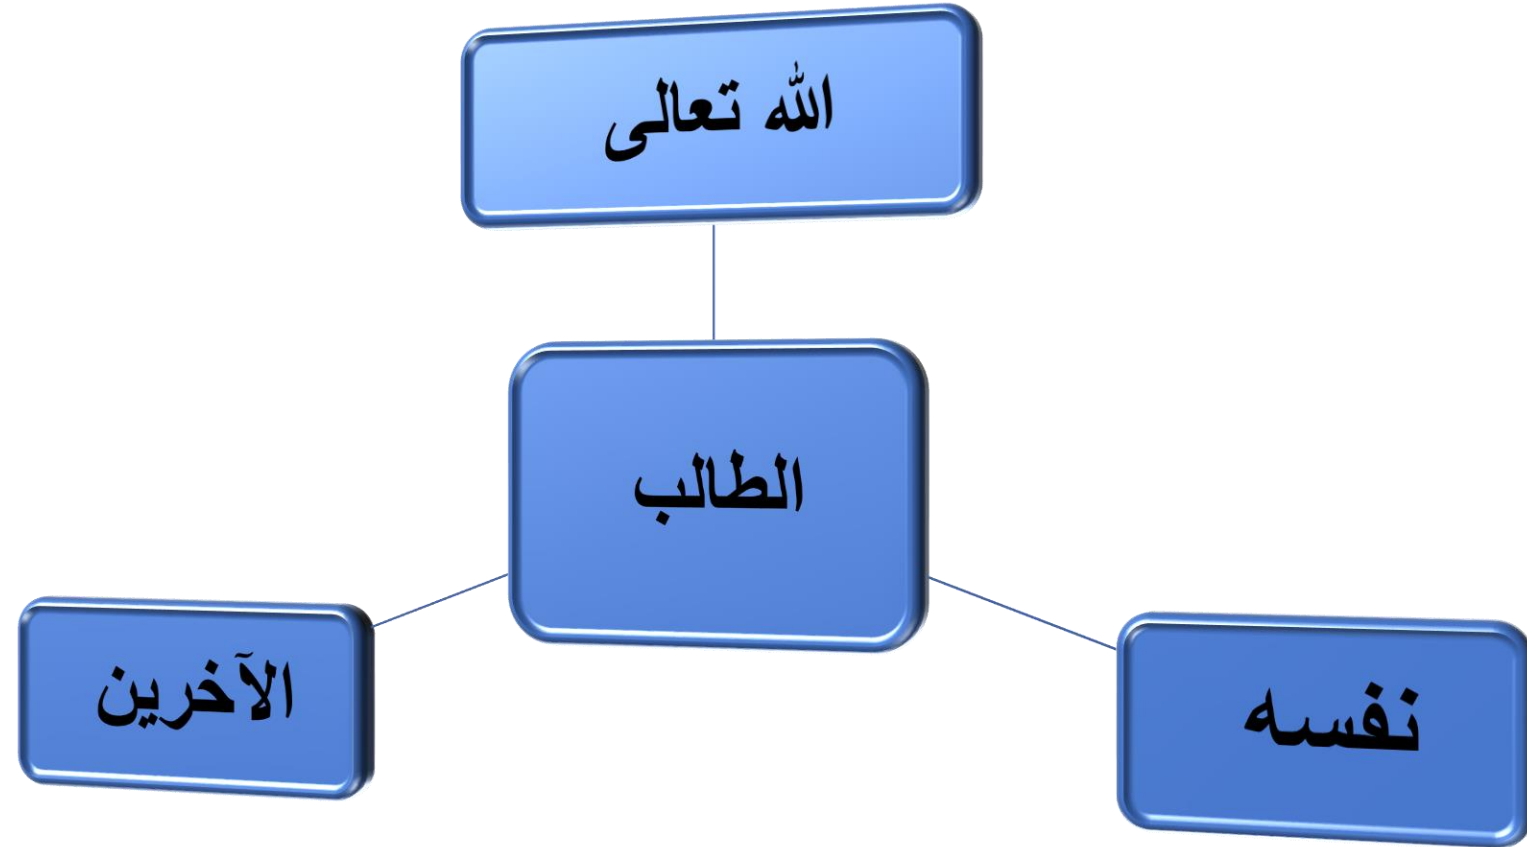 الله تعالى
الطالب
نفسه
الآخرين